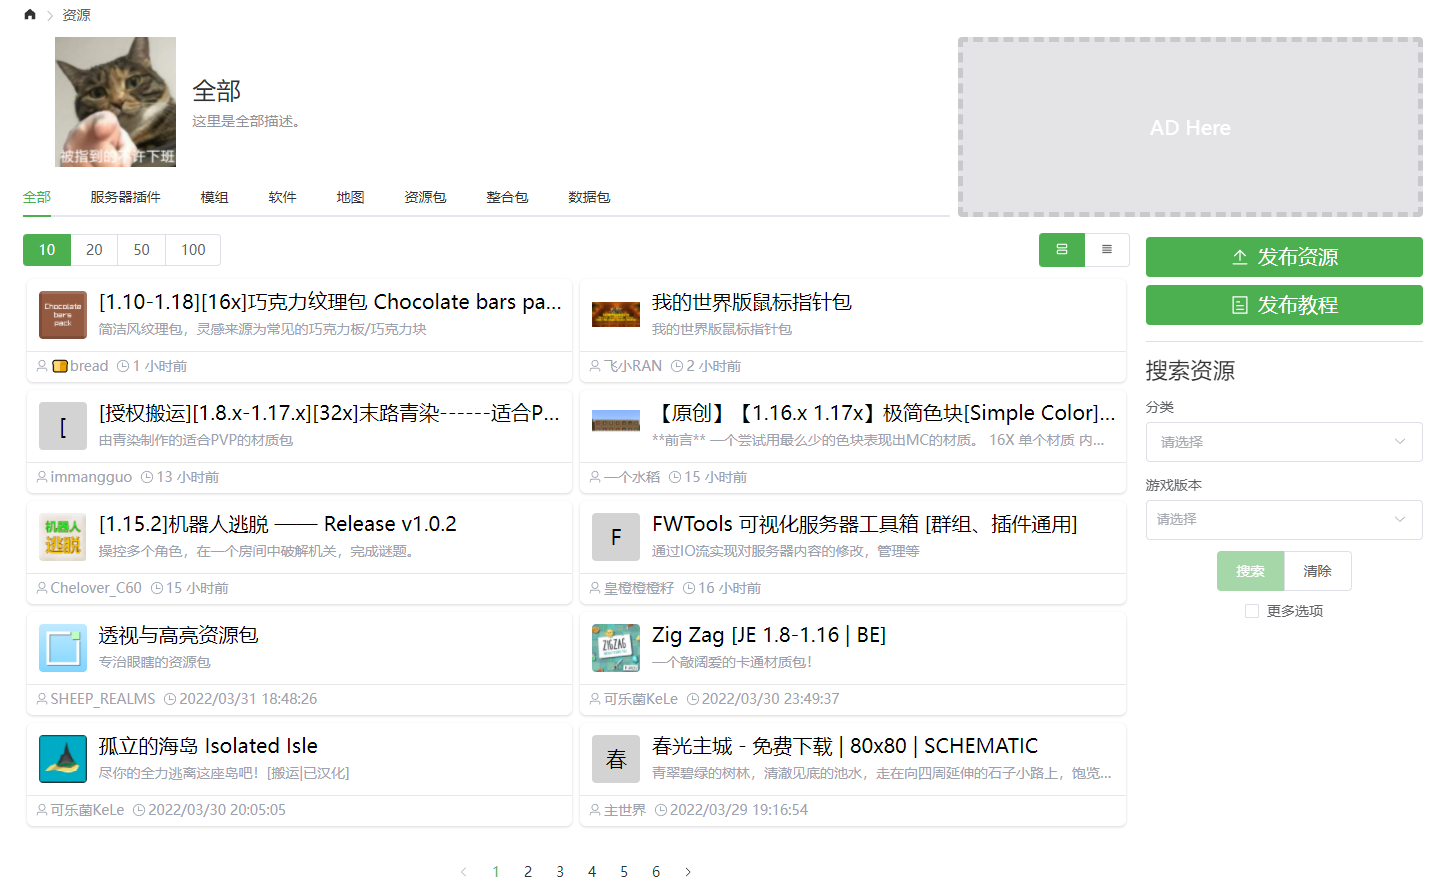 资源
被指到的不许下班
全部
这里是全部描述。
AD Here
全部 服务器插件 模组 软件 地图 资源包 整合包 数据包
10 20 50 100
发布资源
发布教程
[1.10-1.18][16x]巧克力纹理包 Chocolate bars pa...
简洁风纹理包，灵感来源为常见的巧克力板/巧克力块
Chocolate
bars
pack
bread 1 小时前
我的世界版鼠标指针包
我的世界版鼠标指针包
飞小RAN 2 小时前
[
[授权搬运][1.8.x-1.17.x][32x]末路青染------适合P...
由青染制作的适合PVP的材质包
immangguo 13 小时前
【原创】【1.16.x 1.17x】极简色块[Simple Color]...
**前言** 一个尝试用最么少的色块表现出MC的材质。 16X 单个材质 内...
一个水稻 15 小时前
机器人
逃脱
[1.15.2]机器人逃脱 —— Release v1.0.2
操控多个角色，在一个房间中破解机关，完成谜题。
Chelover_C60 15 小时前
F
FWTools 可视化服务器工具箱 [群组、插件通用]
通过IO流实现对服务器内容的修改，管理等
皇橙橙橙籽 16 小时前
透视与高亮资源包
专治眼瞎的资源包
SHEEP_REALMS 2022/03/31 18:48:26
ZIGZAG
Zig Zag [JE 1.8-1.16 | BE]
一个敲阔爱的卡通材质包！
可乐菌KeLe 2022/03/30 23:49:37
孤立的海岛 Isolated Isle
尽你的全力逃离这座岛吧！[搬运|已汉化]
可乐菌KeLe 2022/03/30 20:05:05
春
春光主城 - 免费下载 | 80x80 | SCHEMATIC
青翠碧绿的树林，清澈见底的池水，走在向四周延伸的石子小路上，饱览...
主世界 2022/03/29 19:16:54
搜索资源
分类
请选择
游戏版本
请选择
搜索 清除
更多选项
1 2 3 4 5 6